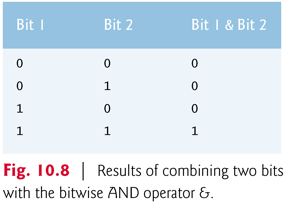 Bit 1 Bit 2 Bit 1 & Bit 2
0 0 0
0 1 0
1 0 0
1 1 1
Fig. 10.8 | Results of combining two bits
with the bitwise AND operator &.